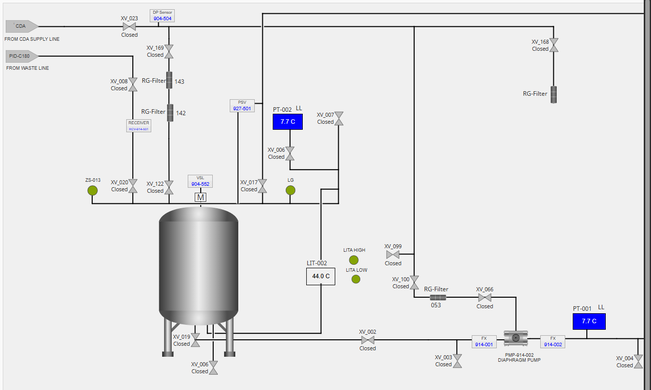 CDA
FROM CDA SUPPLY LINE
PID-C100
FROM WASTE LINE
XV_023
Closed
DP Sensor
904-504
XV_169
Closed
XV_008
Closed
RG-Filter 143
RG-Filter 142
RECEIVER
XV_020
Closed
XV_122
Closed
ZS-013
VSL
904-552
M
PSV
927-501
XV_017
Closed
PT-002 LL
7.7 C
XV_006
Closed
XV_007
Closed
LG
XV_168
Closed
RG-Filter
LIT-002
44.0 C
LITA HIGH
LITA LOW
XV_099
Closed
XV_100
Closed
RG-Filter
053
XV_066
Closed
XV_019
Closed
XV_006
Closed
XV_002
Closed
XV_003
Closed
FX
914-001
PMP-914-002
DIAPHRAGM PUMP
FX
914-002
PT-001 LL
7.7 C
XV_004
Closed